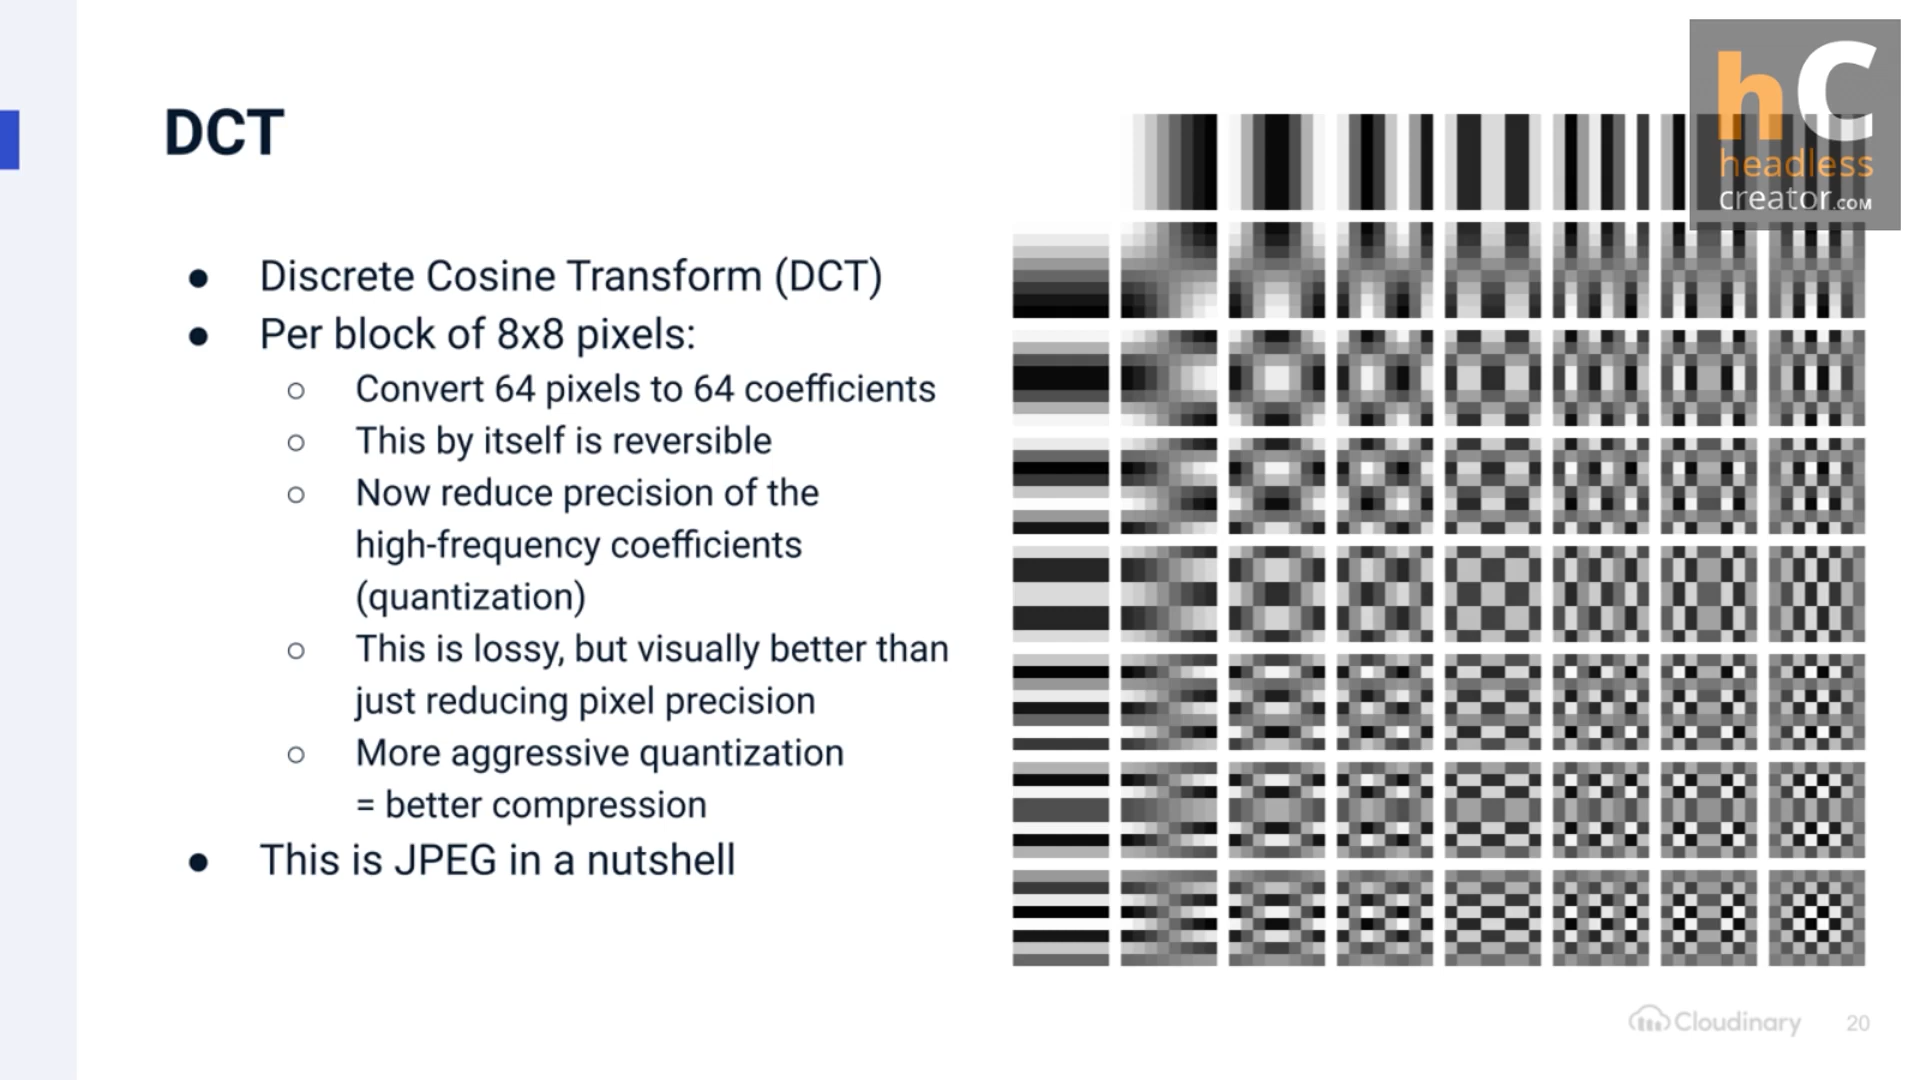 hC
headless
creator.COM
DCT
● Discrete Cosine Transform (DCT)
● Per block of 8x8 pixels:
○ Convert 64 pixels to 64 coefficients
○ This by itself is reversible
○ Now reduce precision of the
high-frequency coefficients
(quantization)
○ This is lossy, but visually better than
just reducing pixel precision
○ More aggressive quantization
= better compression
● This is JPEG in a nutshell
Cloudinary
20